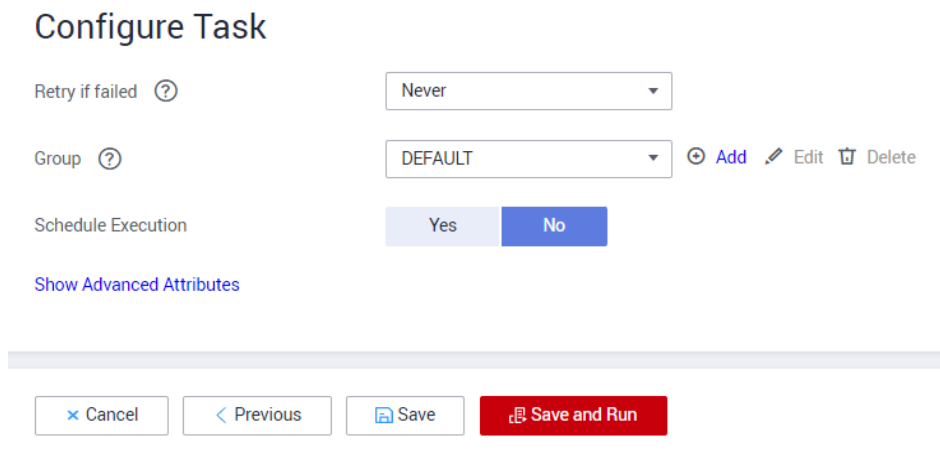 Configure Task
Retry if failed ? Never
Group ? DEFAULT Add Edit Delete
Schedule Execution Yes No
Show Advanced Attributes
Cancel Previous Save Save and Run